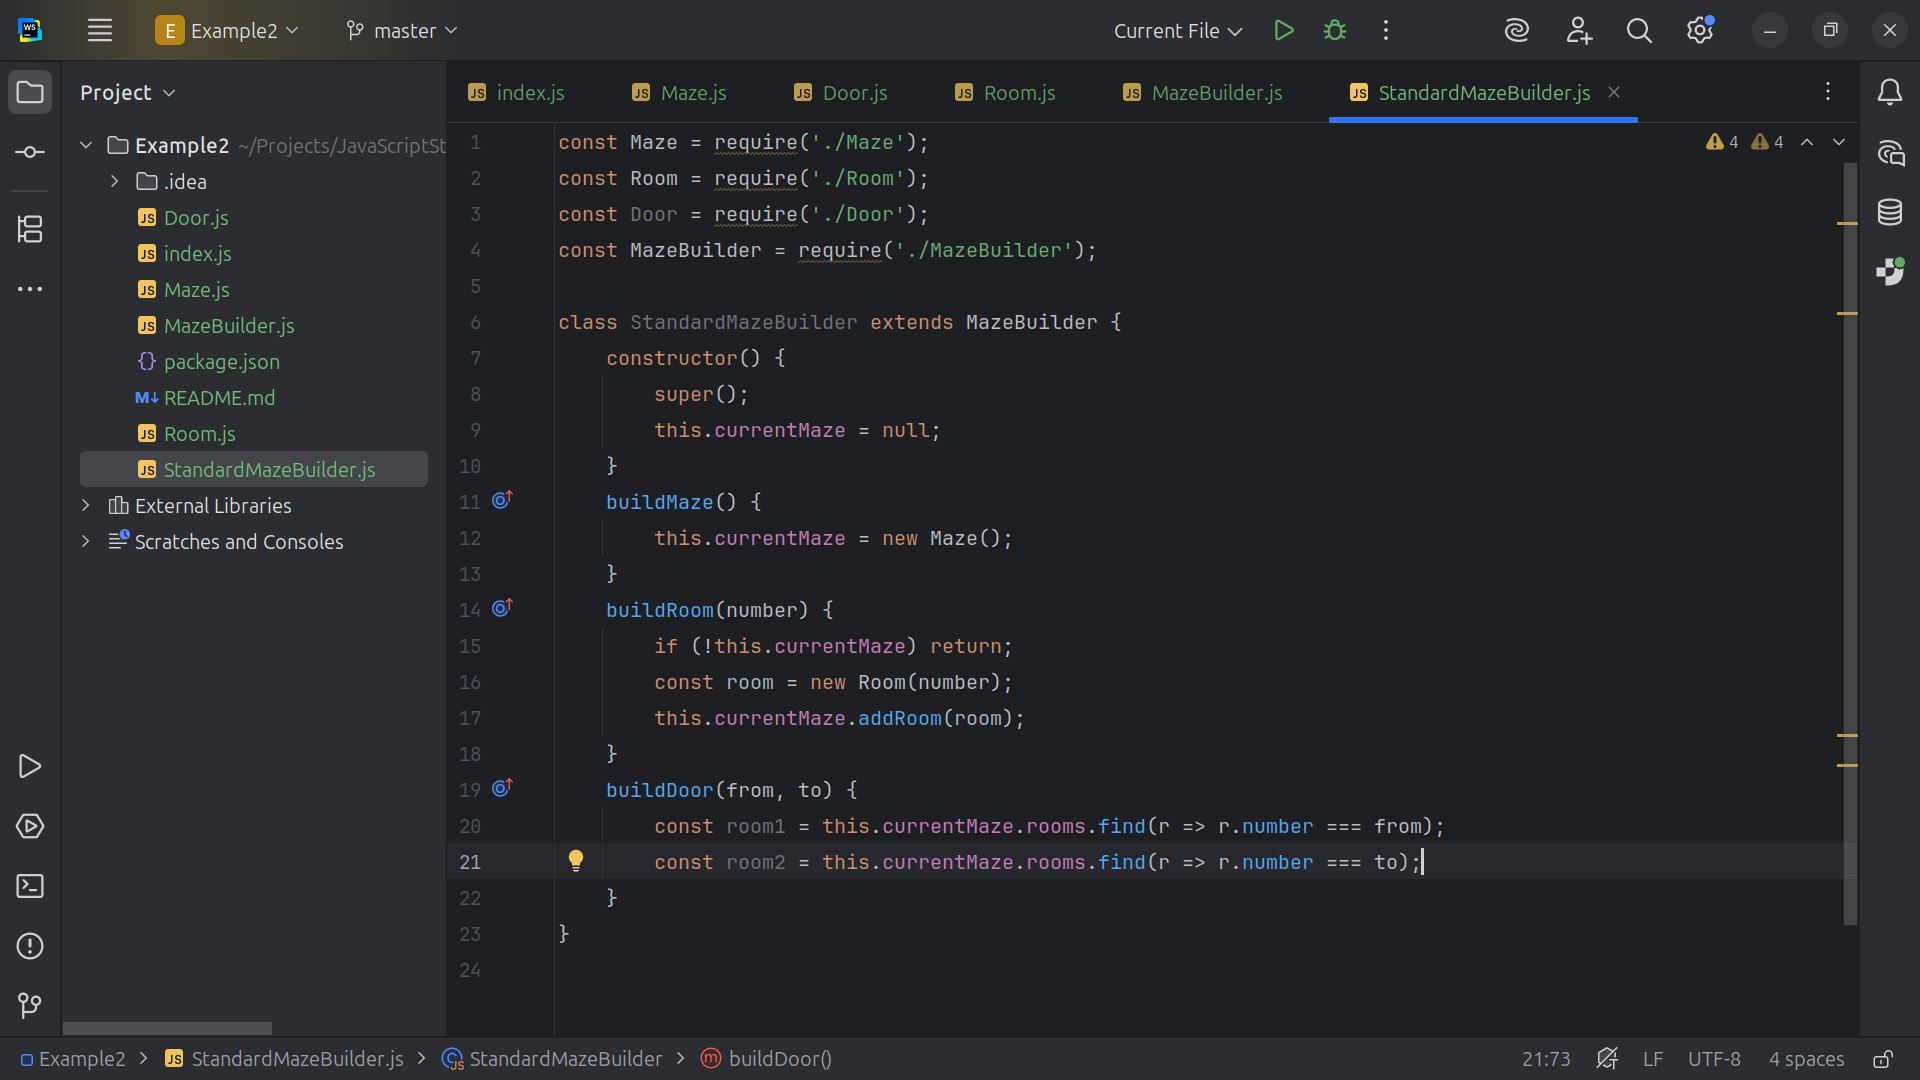 WS
E Example2
master
Current File
Project
index.js
Maze.js
Door.js
Room.js
MazeBuilder.js
StandardMazeBuilder.js
Example2 ~/Projects/JavaScriptSt
.idea
Door.js
index.js
Maze.js
MazeBuilder.js
package.json
README.md
Room.js
StandardMazeBuilder.js
External Libraries
Scratches and Consoles
4 4
1 const Maze = require('./Maze');
2 const Room = require('./Room');
3 const Door = require('./Door');
4 const MazeBuilder = require('./MazeBuilder');
5
6 class StandardMazeBuilder extends MazeBuilder {
7     constructor() {
8         super();
9         this.currentMaze = null;
10     }
11     buildMaze() {
12         this.currentMaze = new Maze();
13     }
14     buildRoom(number) {
15         if (!this.currentMaze) return;
16         const room = new Room(number);
17         this.currentMaze.addRoom(room);
18     }
19     buildDoor(from, to) {
20         const room1 = this.currentMaze.rooms.find(r => r.number === from);
21         const room2 = this.currentMaze.rooms.find(r => r.number === to);
22     }
23 }
24
Example2 > StandardMazeBuilder.js > StandardMazeBuilder > buildDoor()
21:73 LF UTF-8 4 spaces